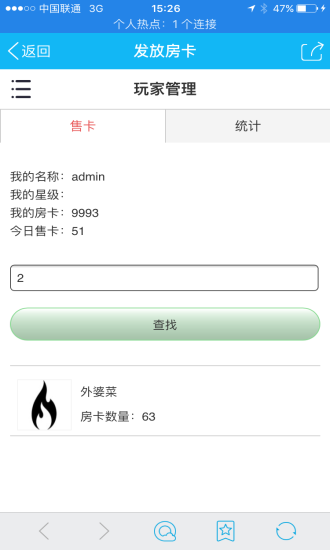 中国联通 3G 15:26 47%
个人热点：1 个连接
返回 发放房卡
玩家管理
售卡 统计
我的名称：admin
我的星级：
我的房卡：9993
今日售卡：51
2
查找
外婆菜
房卡数量：63